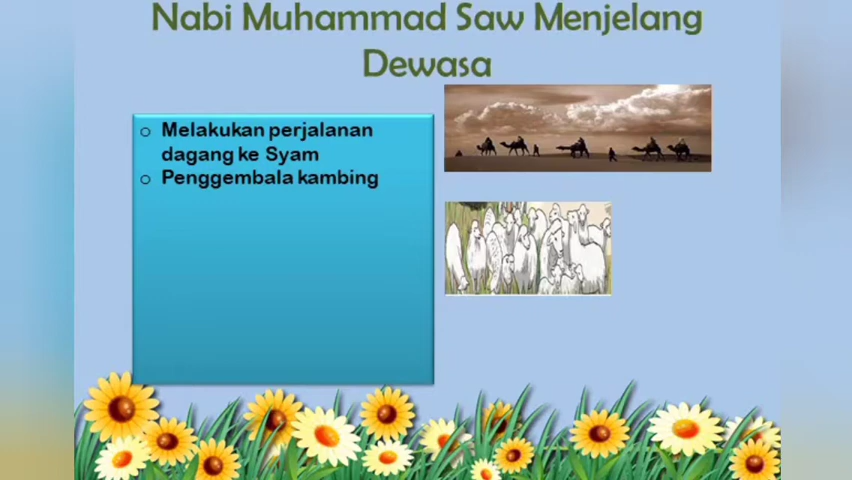 Nabi Muhammad Saw Menjelang
Dewasa
o Melakukan perjalanan
dagang ke Syam
o Penggembala kambing